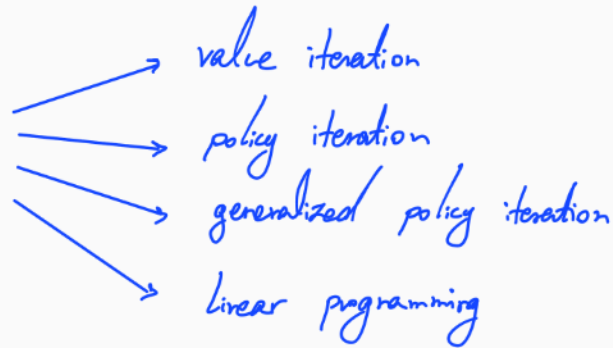 value iteration
policy iteration
generalized policy iteration
linear programming